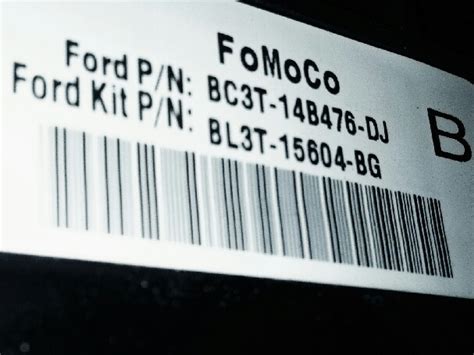 FoMoCo
Ford P/N: BC3T-14B476-DJ
Ford Kit P/N: BL3T-15604-BG
B